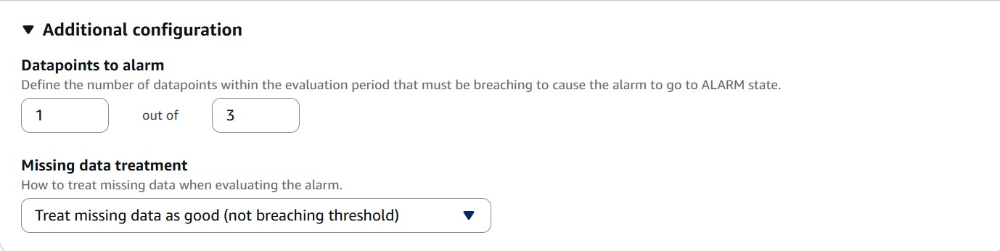 Additional configuration
Datapoints to alarm
Define the number of datapoints within the evaluation period that must be breaching to cause the alarm to go to ALARM state.
1 out of 3
Missing data treatment
How to treat missing data when evaluating the alarm.
Treat missing data as good (not breaching threshold)